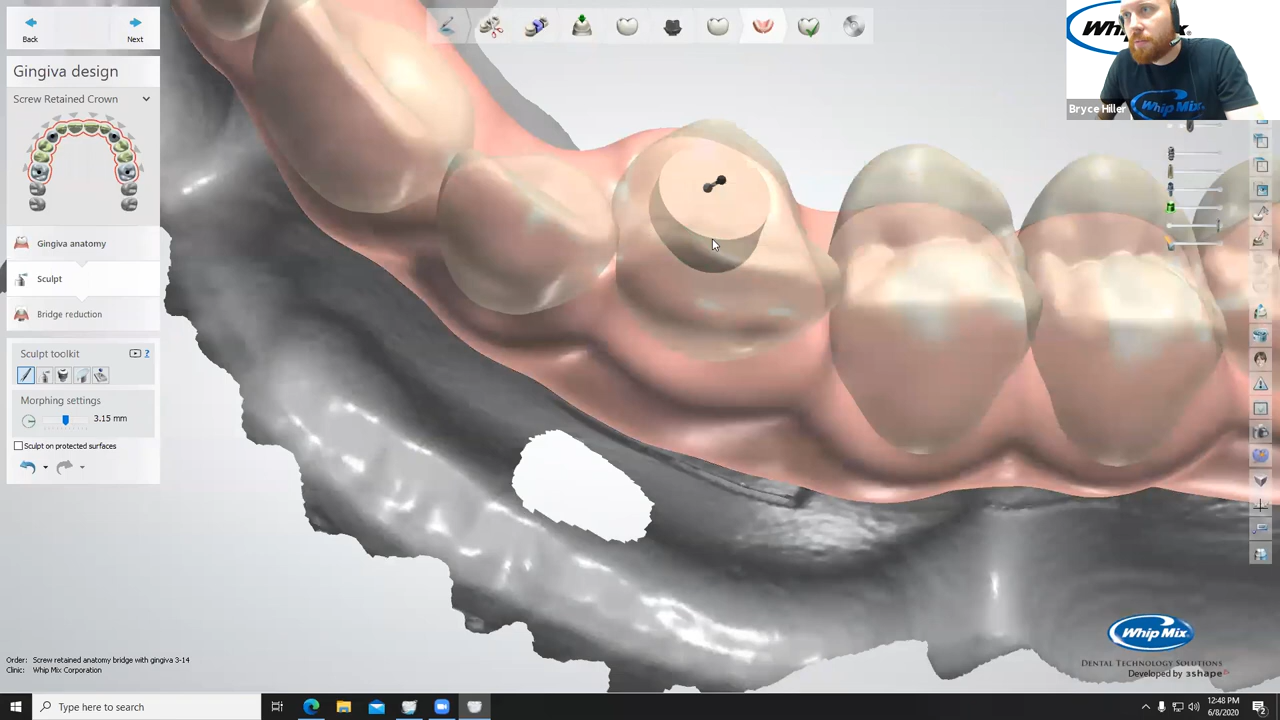 Back
Next
Gingiva design
Screw Retained Crown
Gingiva anatomy
Sculpt
Bridge reduction
Sculpt toolkit
?
Morphing settings
3.15 mm
Sculpt on protected surfaces
Order: Screw retained anatomy bridge with gingiva 3-14
Clinic: Whip Mix Corporation
Bryce Hiller
Whip Mix
Whip Mix
DENTAL TECHNOLOGY SOLUTIONS
Developed by 3shape
Type here to search
12:48 PM
6/8/2020
2